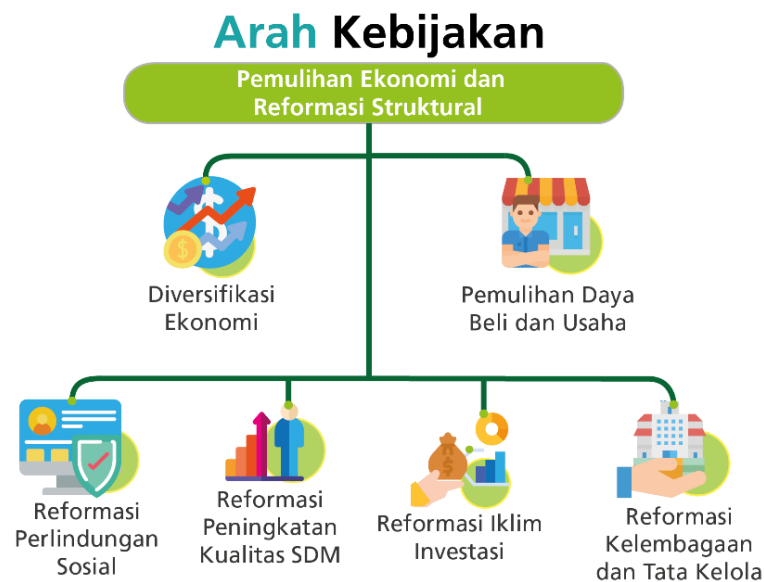 Arah Kebijakan
Pemulihan Ekonomi dan
Reformasi Struktural
Diversifikasi
Ekonomi
Pemulihan Daya
Beli dan Usaha
Reformasi
Perlindungan
Sosial
Reformasi
Peningkatan
Kualitas SDM
Reformasi Iklim
Investasi
Reformasi
Kelembagaan
dan Tata Kelola